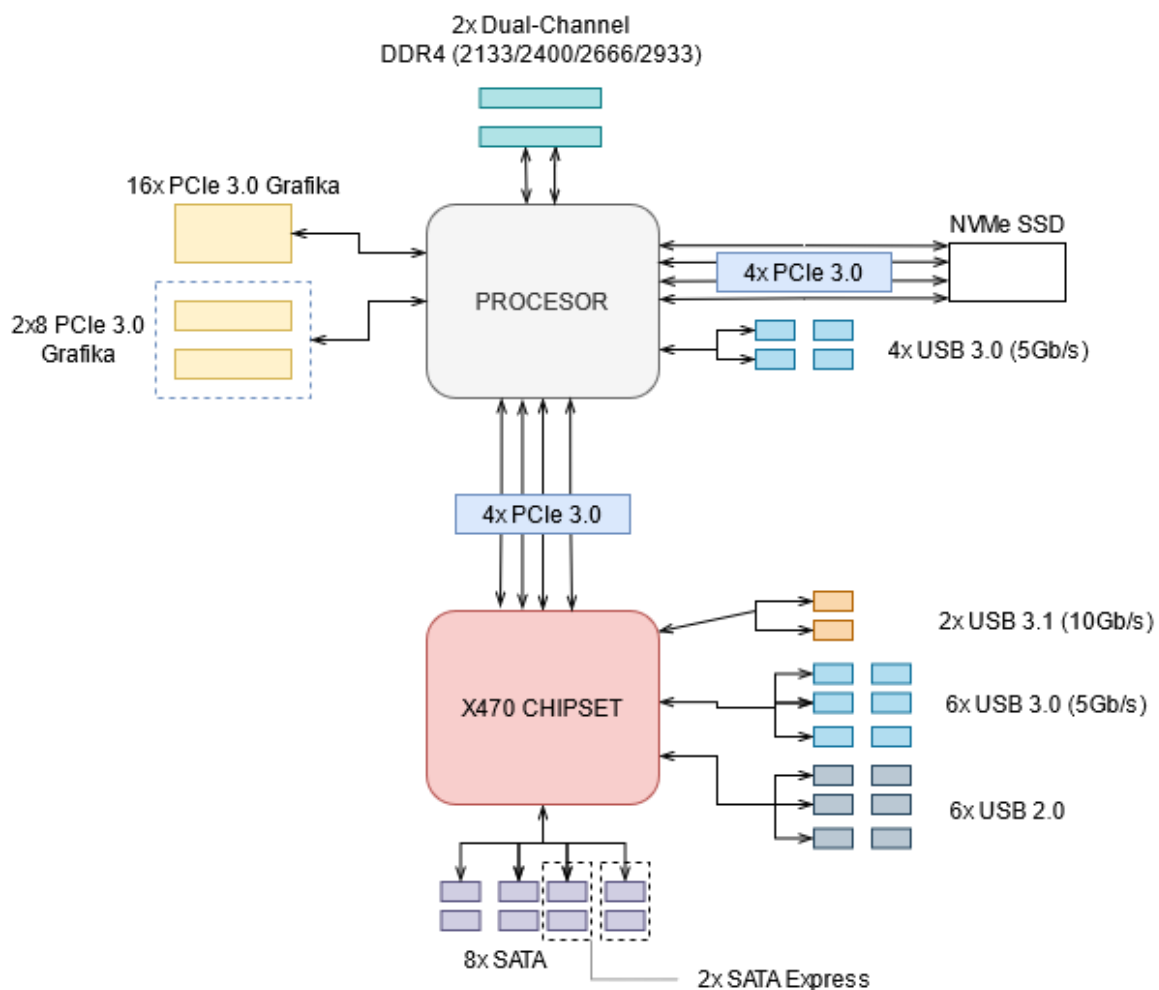 2x Dual-Channel
DDR4 (2133/2400/2666/2933)
16x PCIe 3.0 Grafika
NVMe SSD
4x PCIe 3.0
PROCESOR
2x8 PCIe 3.0
Grafika
4x USB 3.0 (5Gb/s)
4x PCIe 3.0
2x USB 3.1 (10Gb/s)
X470 CHIPSET
6x USB 3.0 (5Gb/s)
6x USB 2.0
8x SATA
2x SATA Express